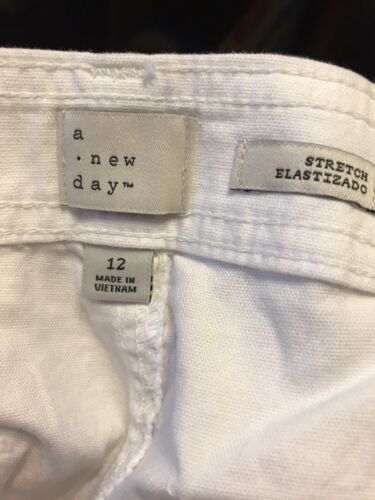 a
· new
day™
STRETCH
ELASTIZADO
12
MADE IN
VIETNAM